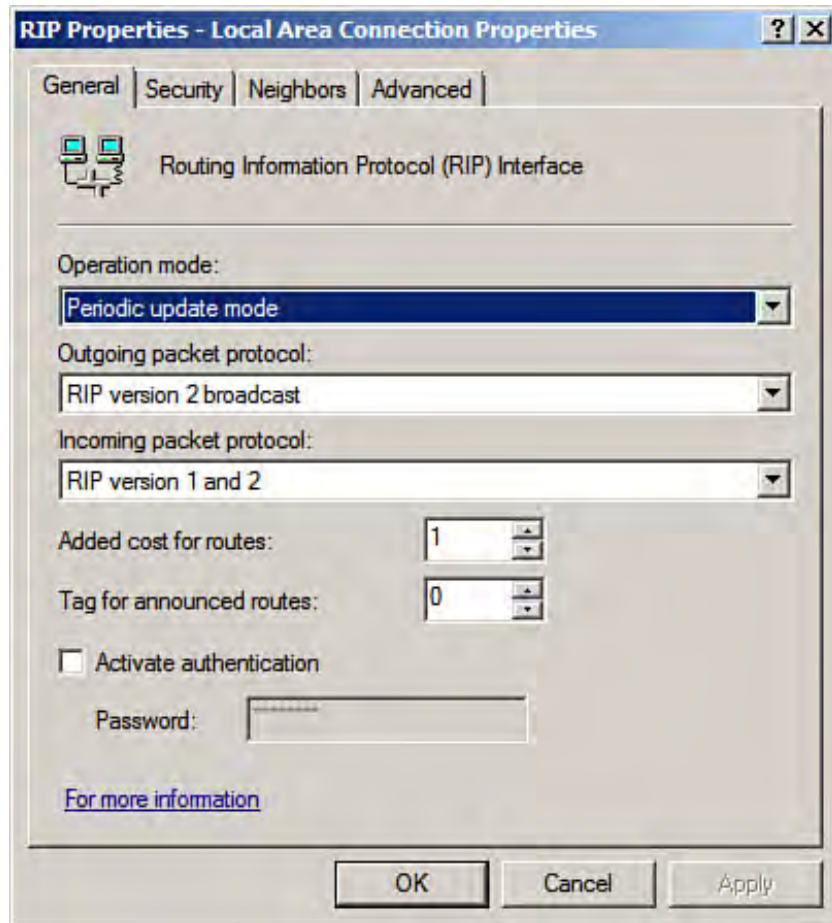 RIP Properties - Local Area Connection Properties
General Security Neighbors Advanced
Routing Information Protocol (RIP) Interface
Operation mode:
Periodic update mode
Outgoing packet protocol:
RIP version 2 broadcast
Incoming packet protocol:
RIP version 1 and 2
Added cost for routes: 1
Tag for announced routes: 0
Activate authentication
Password:
For more information
OK Cancel Apply